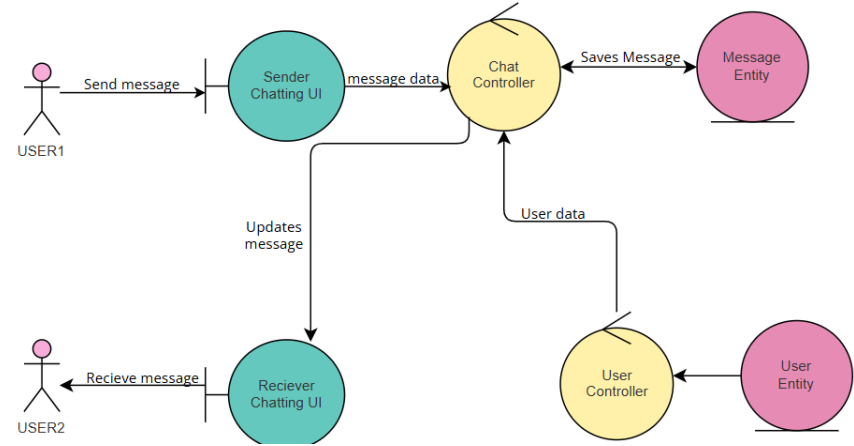 Send message
USER1
Sender
Chatting UI
message data
Chat
Controller
Saves Message
Message
Entity
Updates
message
User data
Recieve message
USER2
Reciever
Chatting UI
User
Controller
User
Entity